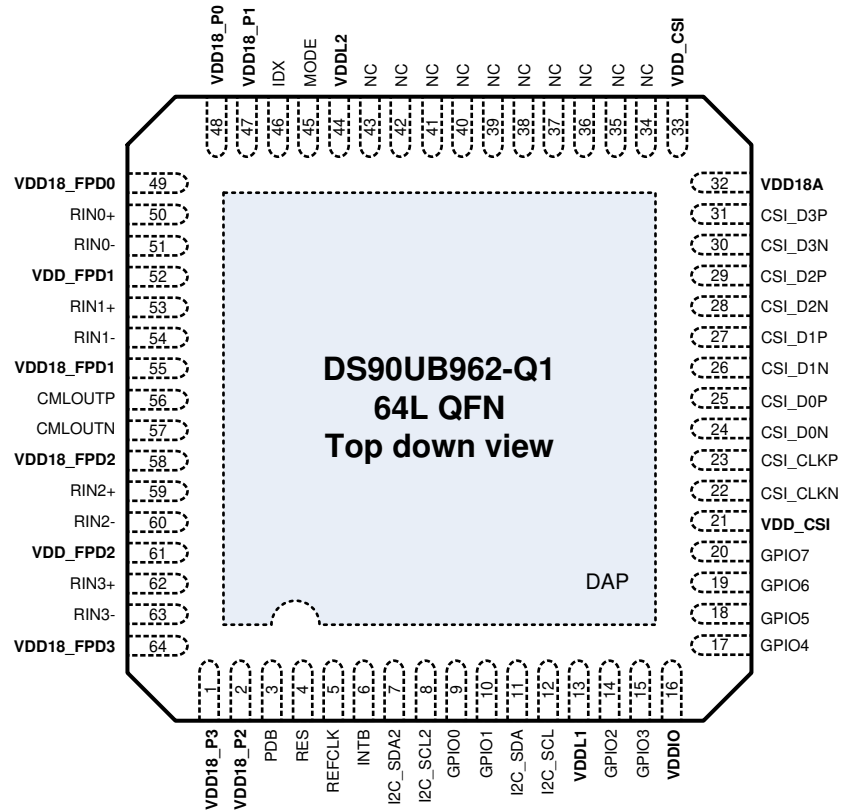 VDD18_P0
VDD18_P1
IDX
MODE
VDDL2
NC
NC
NC
NC
NC
NC
NC
NC
NC
NC
VDD_CSI
48
47
46
45
44
43
42
41
40
39
38
37
36
35
34
33
VDD18_FPD0 49
RIN0+ 50
RIN0- 51
VDD_FPD1 52
RIN1+ 53
RIN1- 54
VDD18_FPD1 55
CMLOUTP 56
CMLOUTN 57
VDD18_FPD2 58
RIN2+ 59
RIN2- 60
VDD_FPD2 61
RIN3+ 62
RIN3- 63
VDD18_FPD3 64
DS90UB962-Q1
64L QFN
Top down view
DAP
32 VDD18A
31 CSI_D3P
30 CSI_D3N
29 CSI_D2P
28 CSI_D2N
27 CSI_D1P
26 CSI_D1N
25 CSI_D0P
24 CSI_D0N
23 CSI_CLKP
22 CSI_CLKN
21 VDD_CSI
20 GPIO7
19 GPIO6
18 GPIO5
17 GPIO4
1
2
3
4
5
6
7
8
9
10
11
12
13
14
15
16
VDD18_P3
VDD18_P2
PDB
RES
REFCLK
INTB
I2C_SDA2
I2C_SCL2
GPIO0
GPIO1
I2C_SDA
I2C_SCL
VDDL1
GPIO2
GPIO3
VDDIO